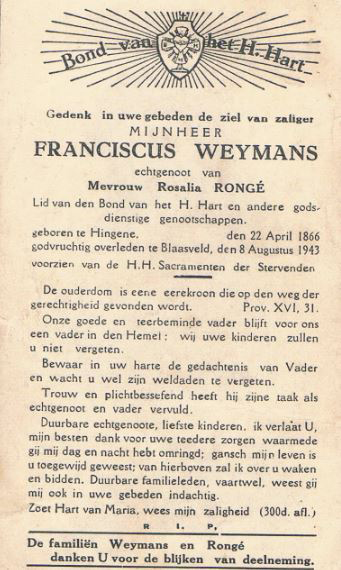 Bond van het H. Hart
Gedenk in uwe gebeden de ziel van zaliger
MIJNHEER
FRANCISCUS WEYMANS
echtgenoot van
Mevrouw Rosalia RONGÉ
Lid van den Bond van het H. Hart en andere gods-
dienstige genootschappen.
geboren te Hingene, den 22 April 1866
godvruchtig overleden te Blaasveld, den 8 Augustus 1943
voorzien van de H.H. Sacramenten der Stervenden
De ouderdom is eene eerekroon die op den weg der
gerechtigheid gevonden wordt. Prov. XVI, 31.
Onze goede en teerbeminde vader blijft voor ons
een vader in den Hemel : wij uwe kinderen zullen
u niet vergeten.
Bewaar in uw harte de gedachtenis van Vader
en wacht u wel zijn weldaden te vergeten.
Trouw en plichtbesseffend heeft hij zijne taak als
echtgenoot en vader vervuld.
Duurbare echtgenoote, liefste kinderen, ik verlaat U,
mijn besten dank voor uwe teedere zorgen waarmede
gij mij dag en nacht hebt omringd; gansch mijn leven is
u toegewijd geweest; van hierboven zal ik over u waken
en bidden. Duurbare familieleden, vaartwel, weest gij
mij ook in uwe gebeden indachtig.
Zoet Hart van Maria, wees mijn zaligheid (300d. afl.)
R. I. P.
De familiën Weymans en Rongé
danken U voor de blijken van deelneming.